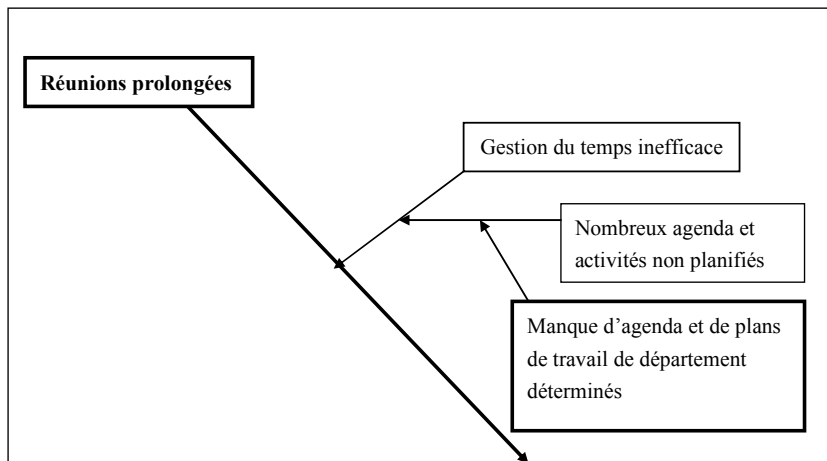 Réunions prolongées
Gestion du temps inefficace
Nombreux agenda et
activités non planifiés
Manque d’agenda et de plans
de travail de département
déterminés